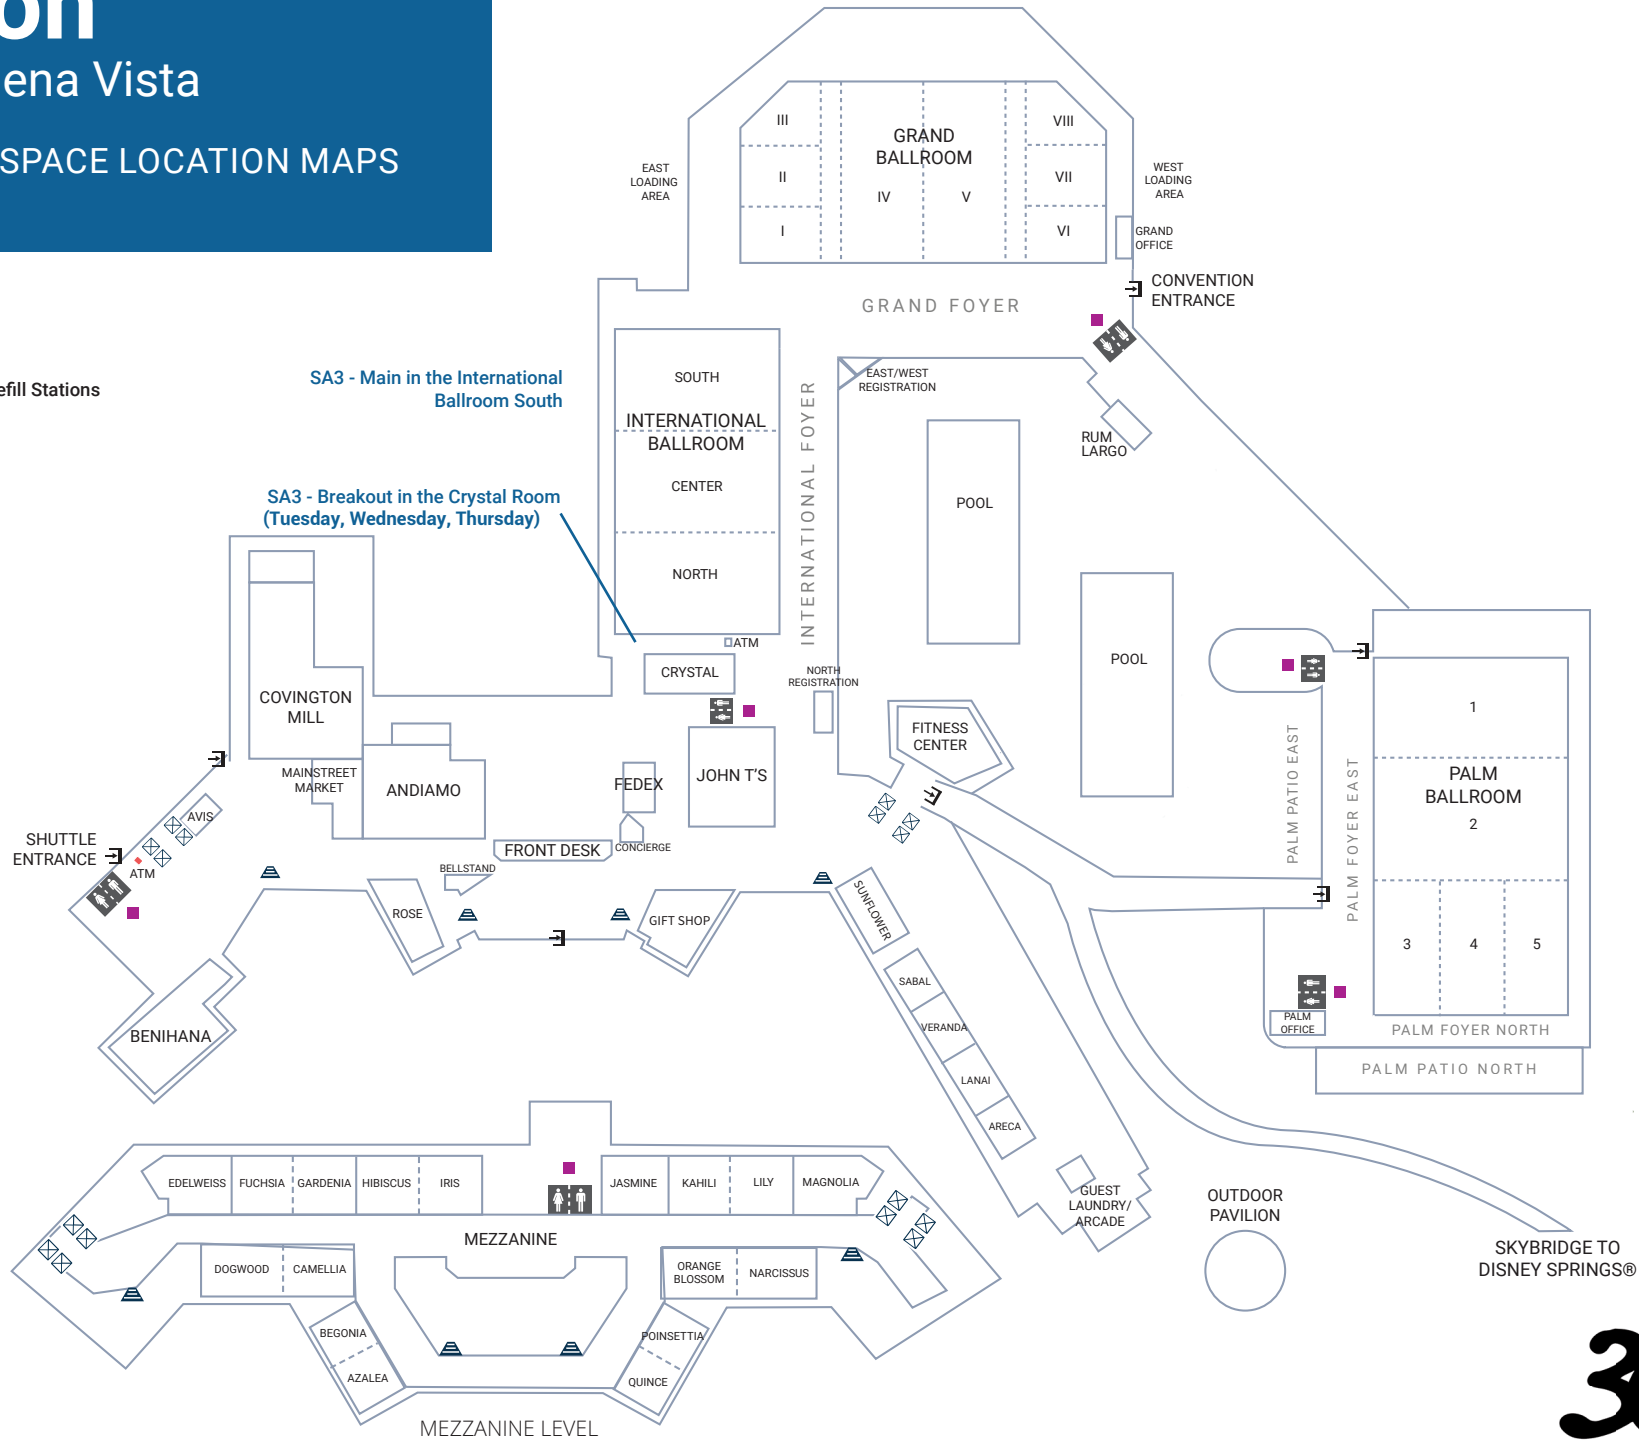 on
ena Vista
SPACE LOCATION MAPS
efill Stations
SA3 - Main in the International
Ballroom South
SA3 - Breakout in the Crystal Room
(Tuesday, Wednesday, Thursday)
III
II
I
GRAND
BALLROOM
IV
V
VIII
VII
VI
EAST
LOADING
AREA
WEST
LOADING
AREA
GRAND
OFFICE
CONVENTION
ENTRANCE
GRAND FOYER
SOUTH
INTERNATIONAL
BALLROOM
CENTER
NORTH
INTERNATIONAL FOYER
EAST/WEST
REGISTRATION
RUM
LARGO
POOL
POOL
ATM
CRYSTAL
NORTH
REGISTRATION
COVINGTON
MILL
MAINSTREET
MARKET
ANDIAMO
FEDEX
JOHN T'S
FITNESS
CENTER
AVIS
SHUTTLE
ENTRANCE
ATM
FRONT DESK
CONCIERGE
BELLSTAND
ROSE
GIFT SHOP
BENIHANA
SUNFLOWER
SABAL
VERANDA
LANAI
ARECA
GUEST
LAUNDRY/
ARCADE
PALM PATIO EAST
PALM FOYER EAST
1
PALM
BALLROOM
2
3
4
5
PALM
OFFICE
PALM FOYER NORTH
PALM PATIO NORTH
OUTDOOR
PAVILION
SKYBRIDGE TO
DISNEY SPRINGS®
EDELWEISS
FUCHSIA
GARDENIA
HIBISCUS
IRIS
JASMINE
KAHILI
LILY
MAGNOLIA
MEZZANINE
DOGWOOD
CAMELLIA
ORANGE
BLOSSOM
NARCISSUS
BEGONIA
AZALEA
POINSETTIA
QUINCE
MEZZANINE LEVEL
3